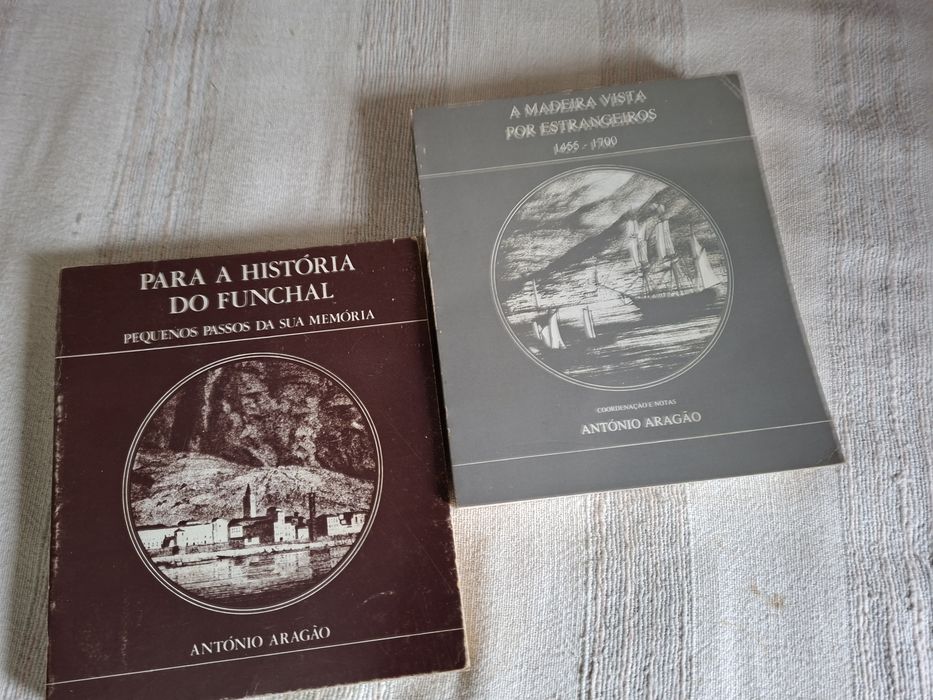 PARA A HISTÓRIA
DO FUNCHAL
PEQUENOS PASSOS DA SUA MEMÓRIA
ANTÓNIO ARAGÃO
A MADEIRA VISTA
POR ESTRANGEIROS
1455 - 1700
COORDENAÇÃO E NOTAS
ANTÓNIO ARAGÃO